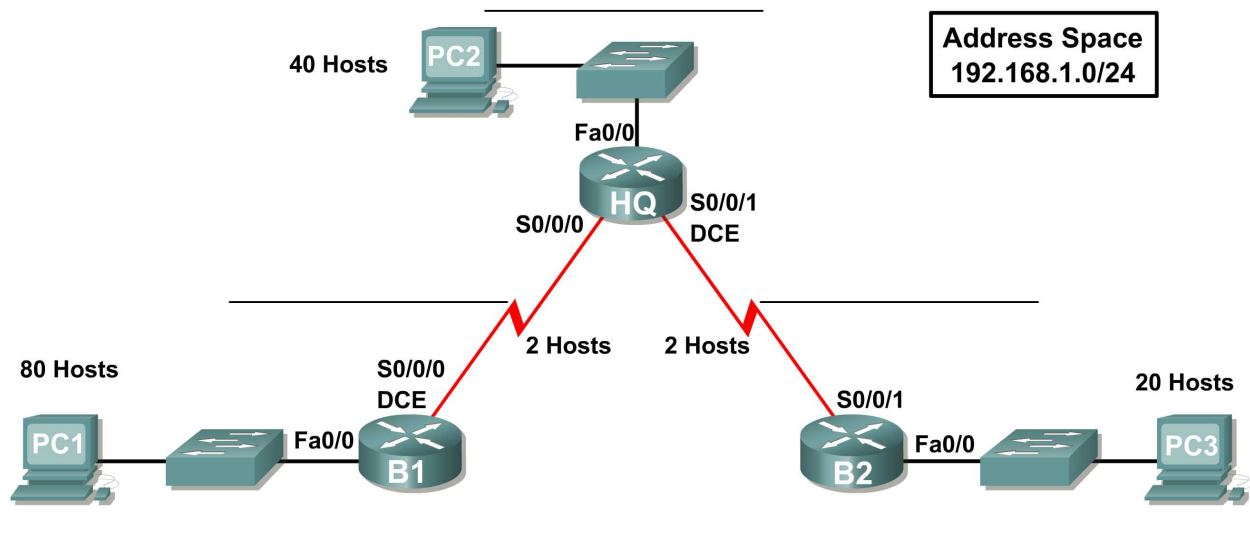 Address Space
192.168.1.0/24
PC2
40 Hosts
Fa0/0
HQ
S0/0/0
S0/0/1
DCE
2 Hosts
2 Hosts
80 Hosts
S0/0/0
DCE
S0/0/1
20 Hosts
PC1
Fa0/0
B1
B2
Fa0/0
PC3